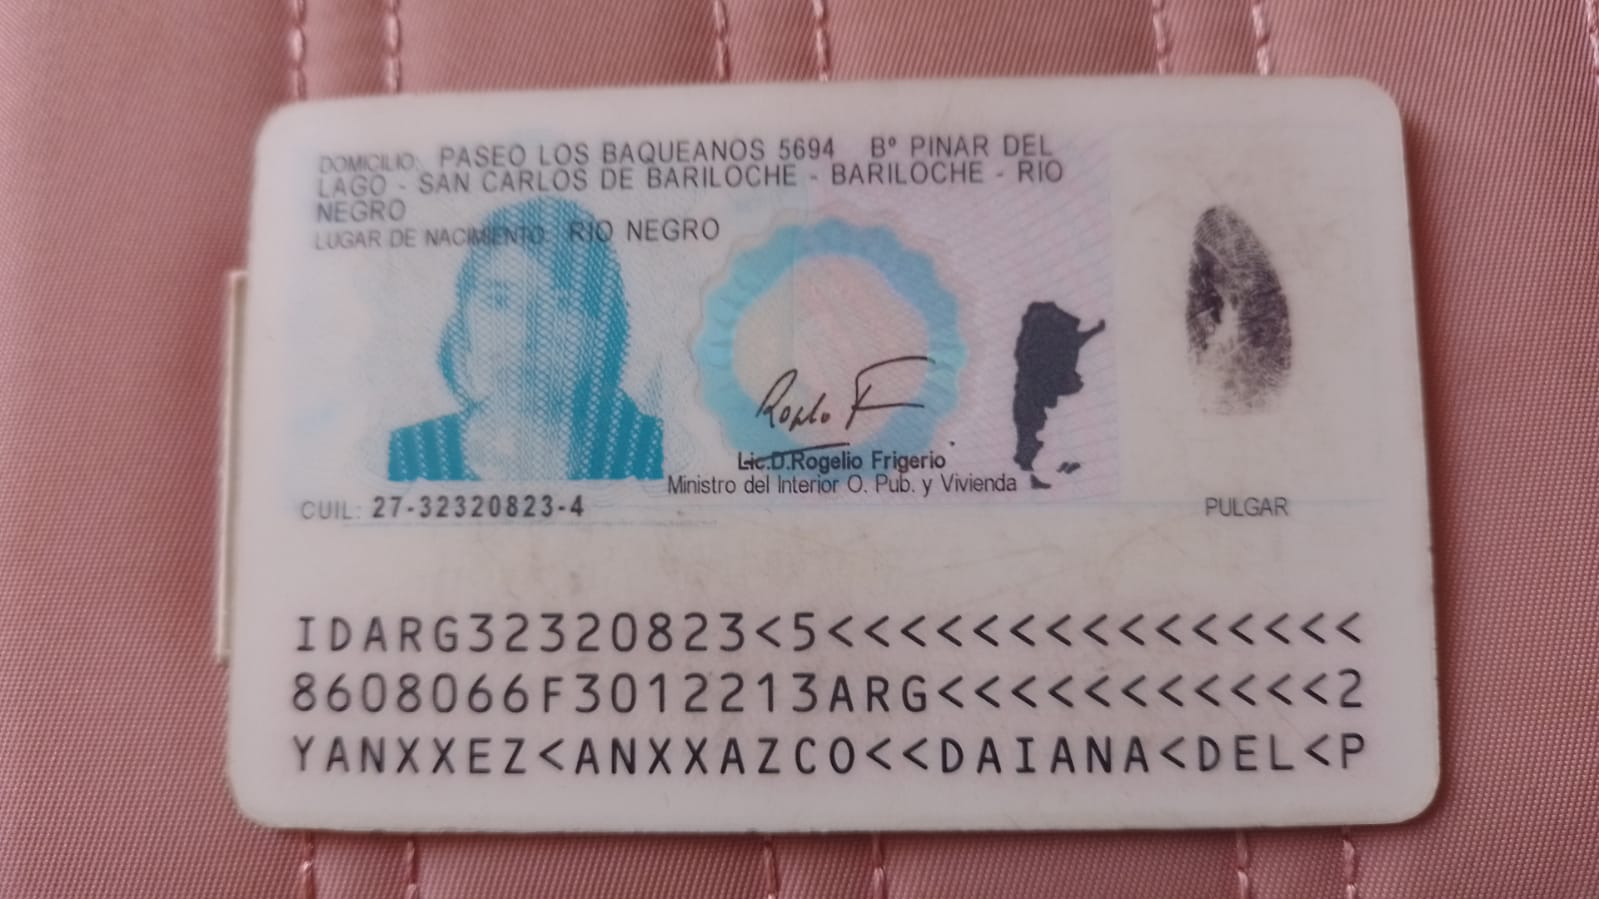 DOMICILIO: PASEO LOS BAQUEANOS 5694 Bº PINAR DEL
LAGO - SAN CARLOS DE BARILOCHE - BARILOCHE - RIO
NEGRO
LUGAR DE NACIMIENTO: RIO NEGRO
Lic.D.Rogelio Frigerio
Ministro del Interior O. Pub. y Vivienda
CUIL: 27-32320823-4
PULGAR
IDARG32320823<5<<<<<<<<<<<<<<<
8608066F3012213ARG<<<<<<<<<<<2
YANXXEZ<ANXXAZCO<<DAIANA<DEL<P